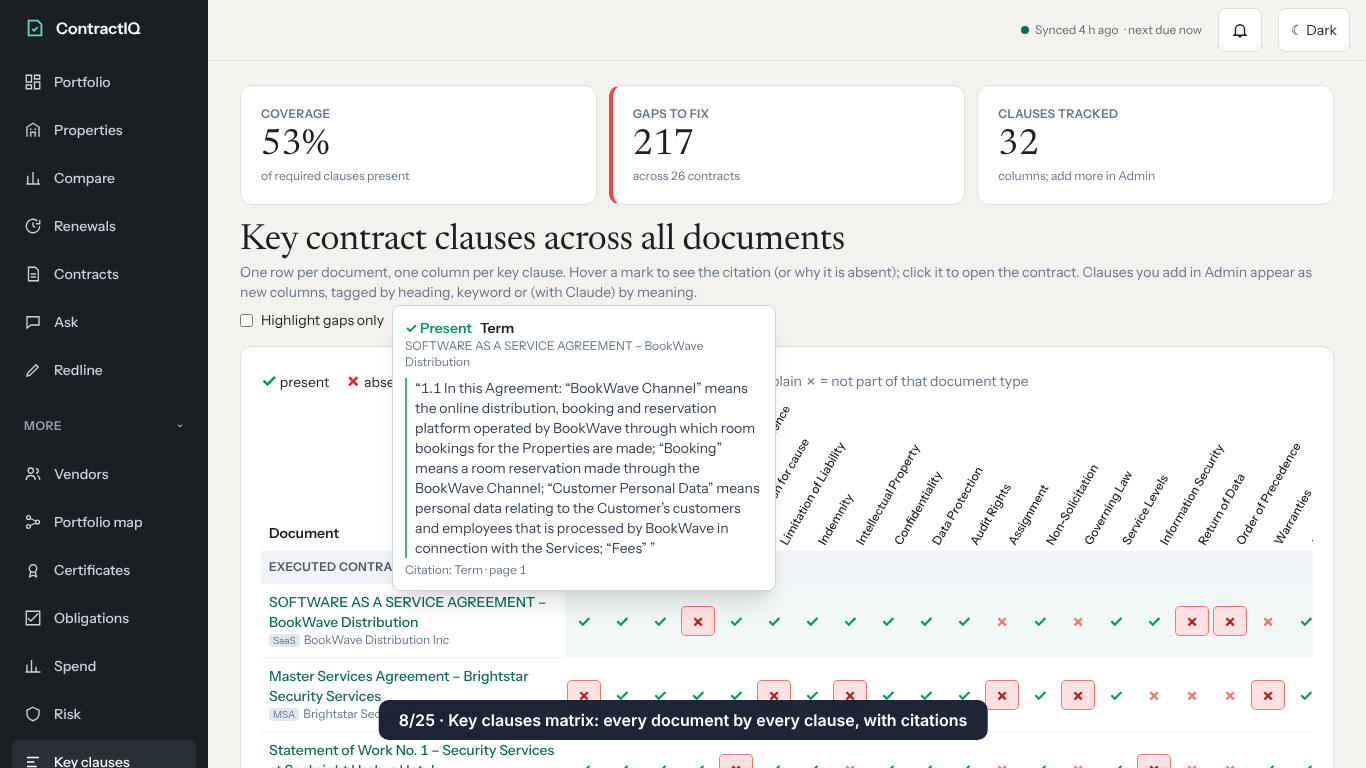 ContractIQ
Synced 4 h ago · next due now
Dark
Portfolio
Properties
Compare
Renewals
Contracts
Ask
Redline
MORE
Vendors
Portfolio map
Certificates
Obligations
Spend
Risk
Key clauses
COVERAGE
53%
of required clauses present
GAPS TO FIX
217
across 26 contracts
CLAUSES TRACKED
32
columns; add more in Admin
Key contract clauses across all documents
One row per document, one column per key clause. Hover a mark to see the citation (or why it is absent); click it to open the contract. Clauses you add in Admin appear as
new columns, tagged by heading, keyword or (with Claude) by meaning.
Highlight gaps only
✓ Present Term
SOFTWARE AS A SERVICE AGREEMENT – BookWave
Distribution
“1.1 In this Agreement: “BookWave Channel” means
the online distribution, booking and reservation
platform operated by BookWave through which room
bookings for the Properties are made; “Booking”
means a room reservation made through the
BookWave Channel; “Customer Personal Data” means
personal data relating to the Customer’s customers
and employees that is processed by BookWave in
connection with the Services; “Fees” ”
Citation: Term · page 1
✓ present ✕ abse
plain × = not part of that document type
Document
for cause
Limitation of Liability
Indemnity
Intellectual Property
Confidentiality
Data Protection
Audit Rights
Assignment
Non-Solicitation
Governing Law
Service Levels
Information Security
Return of Data
Order of Precedence
Warranties
EXECUTED CONTRA
SOFTWARE AS A SERVICE AGREEMENT –
BookWave Distribution
SaaS BookWave Distribution Inc
Master Services Agreement – Brightstar
Security Services
MSA Brightstar Sec
Statement of Work No. 1 – Security Services
8/25 · Key clauses matrix: every document by every clause, with citations